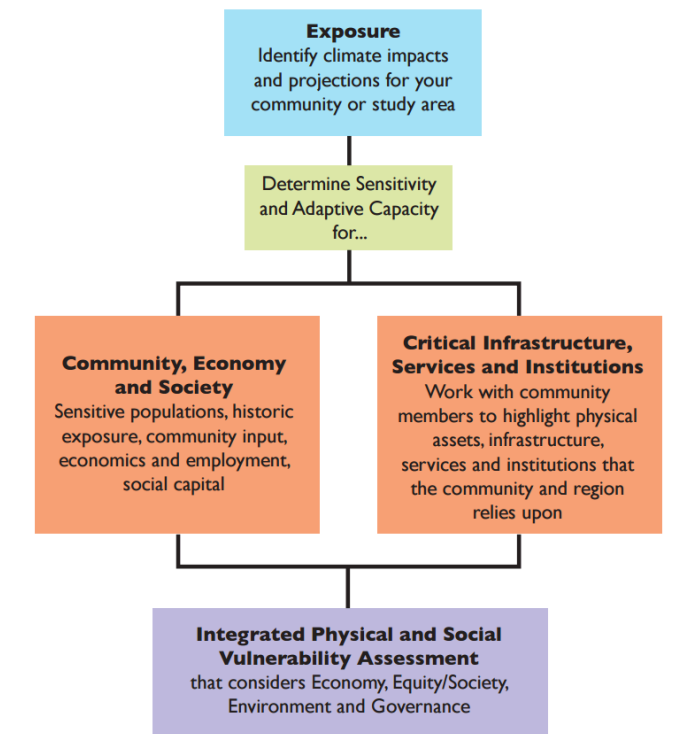 Exposure
Identify climate impacts
and projections for your
community or study area
Determine Sensitivity
and Adaptive Capacity
for...
Community, Economy
and Society
Sensitive populations, historic
exposure, community input,
economics and employment,
social capital
Critical Infrastructure,
Services and Institutions
Work with community
members to highlight physical
assets, infrastructure,
services and institutions that
the community and region
relies upon
Integrated Physical and Social
Vulnerability Assessment
that considers Economy, Equity/Society,
Environment and Governance